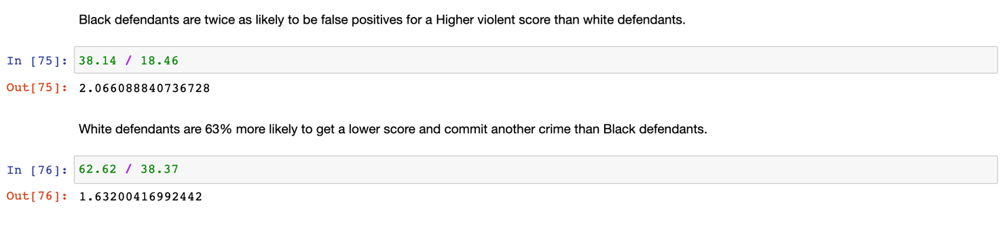 Black defendants are twice as likely to be false positives for a Higher violent score than white defendants.
In [75]: 38.14 / 18.46
Out[75]: 2.066088840736728
White defendants are 63% more likely to get a lower score and commit another crime than Black defendants.
In [76]: 62.62 / 38.37
Out[76]: 1.63200416992442